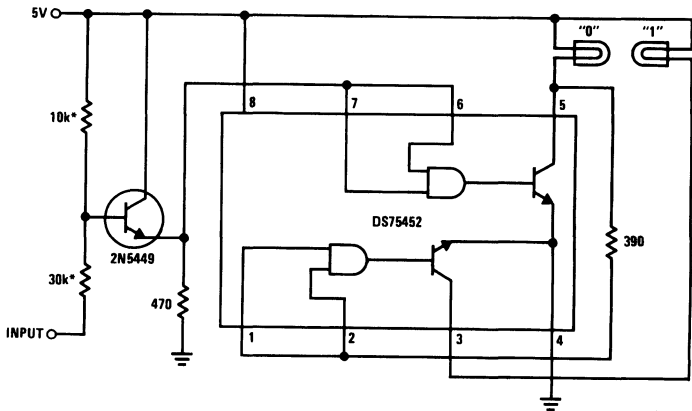 5V
"0" "1"
8 7 6 5
10k*
DS75452
2N5449
390
30k*
470
INPUT
1 2 3 4